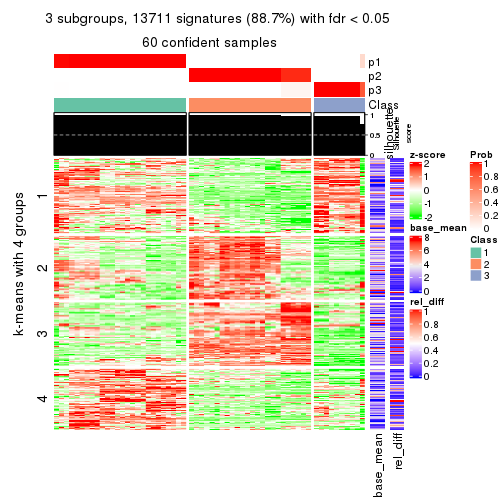 3 subgroups, 13711 signatures (88.7%) with fdr < 0.05
60 confident samples
p1
p2
p3
Class
1
0.5
0
silhouette
Silhouette
score
k-means with 4 groups
1
2
3
4
base_mean
rel_diff
z-score
2
1
0
-1
-2
base_mean
8
6
4
2
0
rel_diff
1
0.8
0.6
0.4
0.2
0
Prob
1
0.8
0.6
0.4
0.2
0
Class
1
2
3